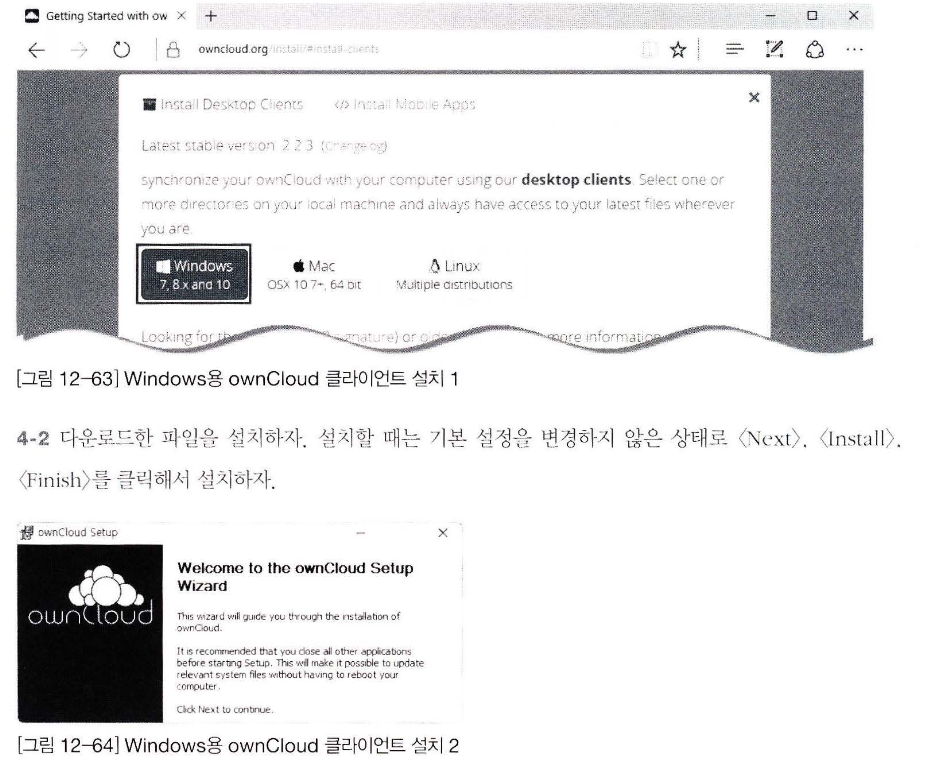 Getting Started with ow
owncloud.org/install/#install-clients
Install Desktop Clients </> Install Mobile Apps
Latest stable version 2.2.3 (Changelog)
synchronize your ownCloud with your computer using our desktop clients. Select one or
more directories on your local machine and always have access to your latest files wherever
you are.
Windows
7, 8.x and 10
Mac
OSX 10.7+, 64 bit
Linux
Multiple distributions
Looking for more information
[그림 12-63] Windows용 ownCloud 클라이언트 설치 1
4-2 다운로드한 파일을 설치하자. 설치할 때는 기본 설정을 변경하지 않은 상태로 〈Next〉, 〈Install〉,
〈Finish〉를 클릭해서 설치하자.
ownCloud Setup
ownCloud
Welcome to the ownCloud Setup
Wizard
This wizard will guide you through the installation of
ownCloud.
It is recommended that you close all other applications
before starting Setup. This will make it possible to update
relevant system files without having to reboot your
computer.
Click Next to continue.
[그림 12-64] Windows용 ownCloud 클라이언트 설치 2